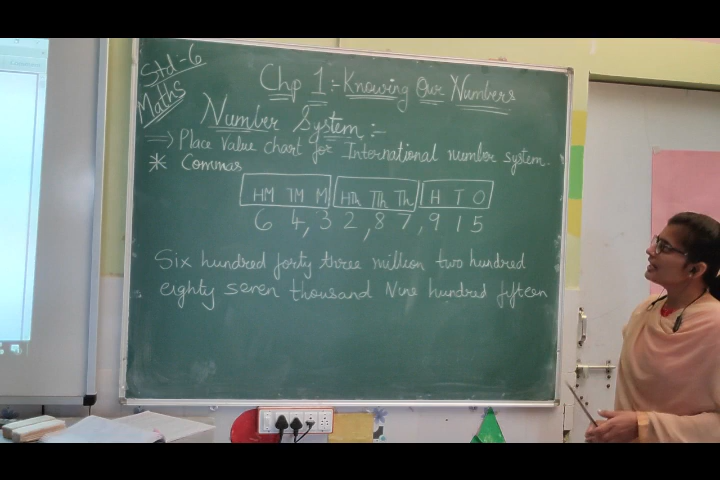 Std-6
Maths
Chp 1:- Knowing Our Numbers
Number System:-
⇒ Place Value chart for International number system.
* Commas
HM TM M HTh TTh Th H T O
6 4,3 2,8 7,9 1 5
Six hundred forty three million two hundred
eighty seven thousand Nine hundred fifteen